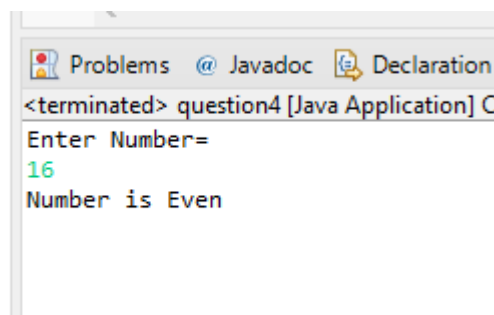 Problems @ Javadoc Declaration
<terminated> question4 [Java Application] C
Enter Number=
16
Number is Even